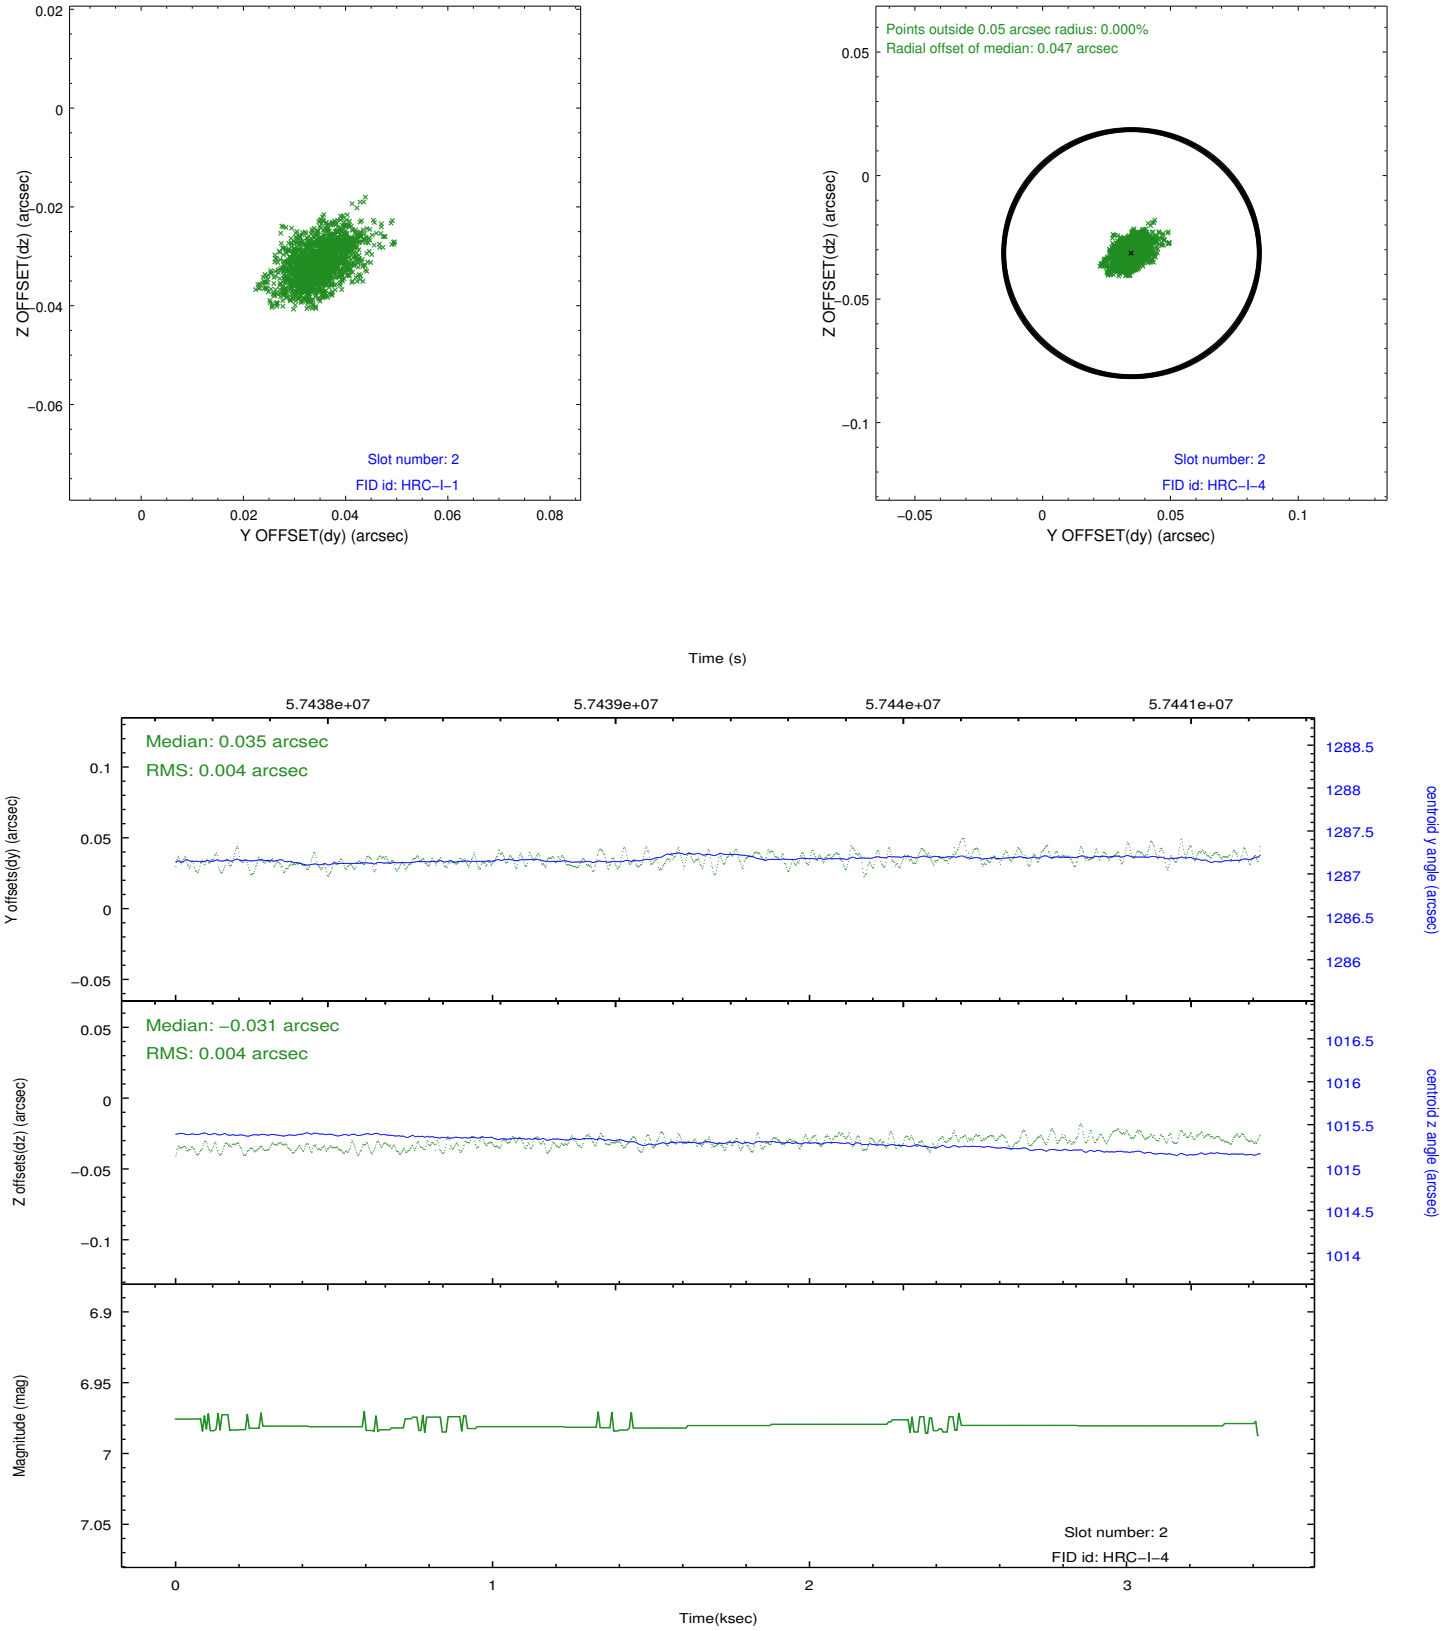 0.02
0
−0.02
−0.04
−0.06
Z OFFSET(dz) (arcsec)
Slot number: 2
FID id: HRC−I−1
0 0.02 0.04 0.06 0.08
Y OFFSET(dy) (arcsec)
Points outside 0.05 arcsec radius: 0.000%
Radial offset of median: 0.047 arcsec
0.05
0
−0.05
−0.1
Z OFFSET(dz) (arcsec)
Slot number: 2
FID id: HRC−I−4
−0.05 0 0.05 0.1
Y OFFSET(dy) (arcsec)
Time (s)
5.7438e+07 5.7439e+07 5.744e+07 5.7441e+07
Median: 0.035 arcsec
RMS: 0.004 arcsec
0.1
0.05
0
−0.05
Y offsets(dy) (arcsec)
1288.5
1288
1287.5
1287
1286.5
1286
centroid y angle (arcsec)
Median: −0.031 arcsec
RMS: 0.004 arcsec
0.05
0
−0.05
−0.1
Z offsets(dz) (arcsec)
1016.5
1016
1015.5
1015
1014.5
1014
centroid z angle (arcsec)
6.9
6.95
7
7.05
Magnitude (mag)
Slot number: 2
FID id: HRC−I−4
0 1 2 3
Time(ksec)